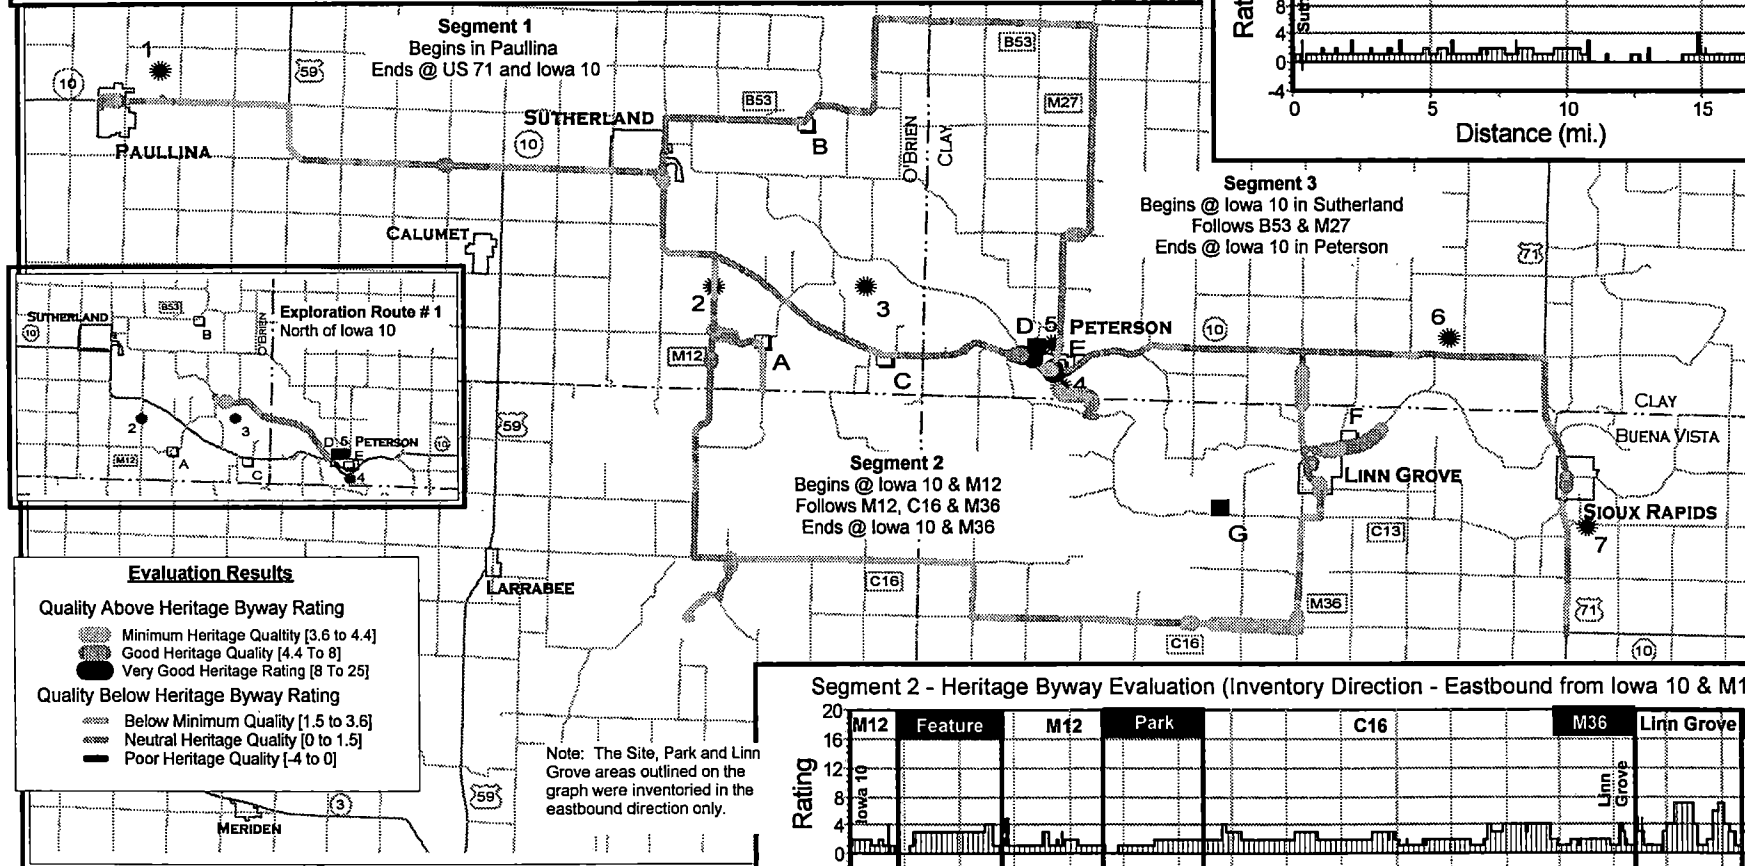 Segment 1
Begins in Paullina
Ends @ US 71 and Iowa 10
1
10
59
PAULLINA
10
SUTHERLAND
B53
B
B53
M27
O'BRIEN
CLAY
8
4
0
-4
0
5
10
15
Distance (mi.)
Segment 3
Begins @ Iowa 10 in Sutherland
Follows B53 & M27
Ends @ Iowa 10 in Peterson
71
CALUMET
2
3
M12
A
C
D
5
PETERSON
E
4
10
6
CLAY
BUENA VISTA
F
LINN GROVE
SIOUX RAPIDS
7
G
C13
59
Exploration Route # 1
North of Iowa 10
SUTHERLAND
10
B53
B
O'BRIEN
2
3
M12
A
C
D
5
PETERSON
E
4
10
Segment 2
Begins @ Iowa 10 & M12
Follows M12, C16 & M36
Ends @ Iowa 10 & M36
LARRABEE
C16
M36
71
C16
10
Evaluation Results
Quality Above Heritage Byway Rating
Minimum Heritage Qualtity [3.6 to 4.4]
Good Heritage Quality [4.4 To 8]
Very Good Heritage Rating [8 To 25]
Quality Below Heritage Byway Rating
Below Minimum Quality [1.5 to 3.6]
Neutral Heritage Quality [0 to 1.5]
Poor Heritage Quality [-4 to 0]
3
MERIDEN
59
Note: The Site, Park and Linn
Grove areas outlined on the
graph were inventoried in the
eastbound direction only.
Segment 2 - Heritage Byway Evaluation (Inventory Direction - Eastbound from Iowa 10 & M1
Rating
20
16
12
8
4
0
M12
Feature
M12
Park
C16
M36
Linn Grove
Iowa 10
Linn
Grove